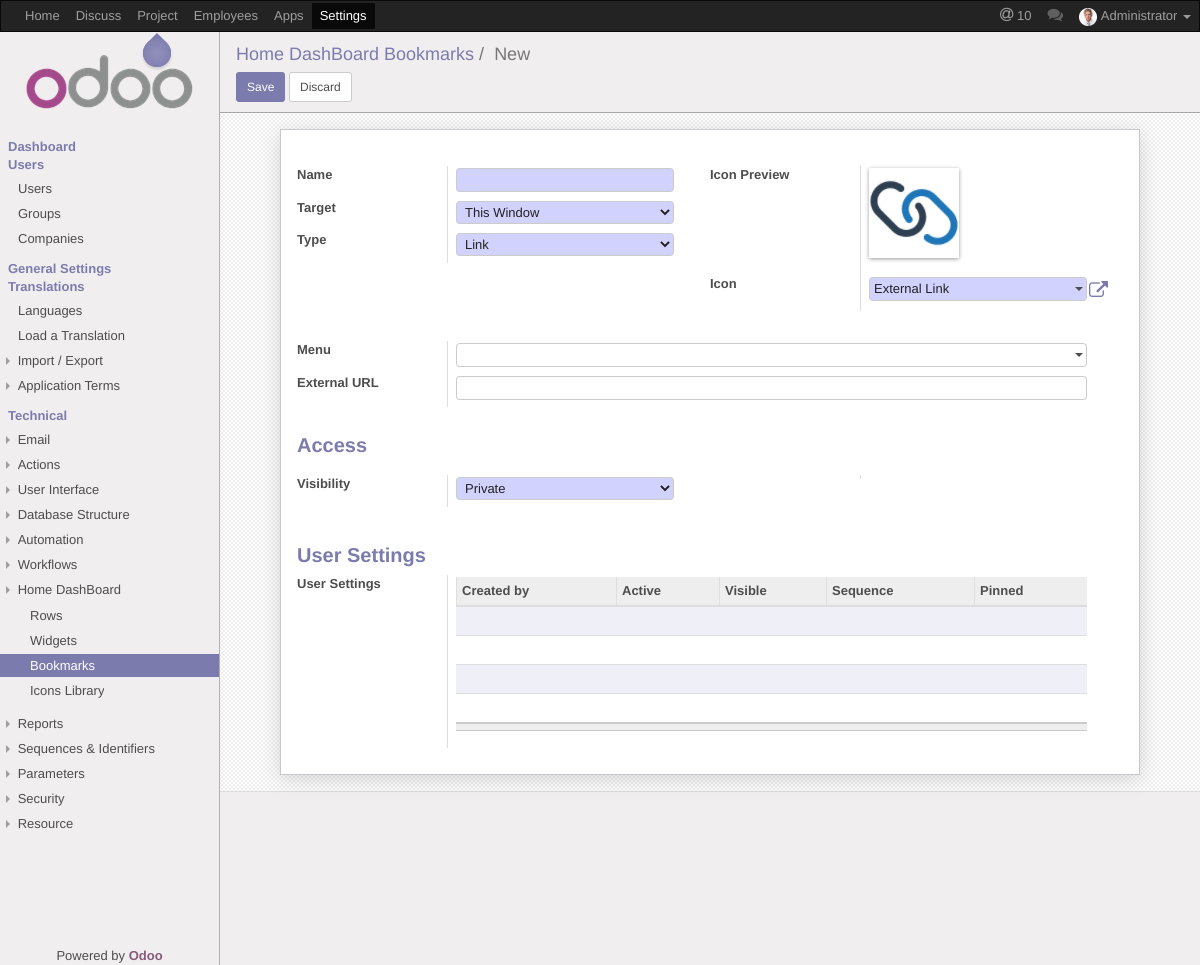 Home Discuss Project Employees Apps Settings @ 10 Administrator
odoo
Home DashBoard Bookmarks / New
Save Discard
Dashboard
Users
Users
Groups
Companies
General Settings
Translations
Languages
Load a Translation
Import / Export
Application Terms
Technical
Email
Actions
User Interface
Database Structure
Automation
Workflows
Home DashBoard
Rows
Widgets
Bookmarks
Icons Library
Reports
Sequences & Identifiers
Parameters
Security
Resource
Powered by Odoo
Name
Target This Window
Type Link
Icon Preview
Icon External Link
Menu
External URL
Access
Visibility Private
User Settings
User Settings Created by Active Visible Sequence Pinned